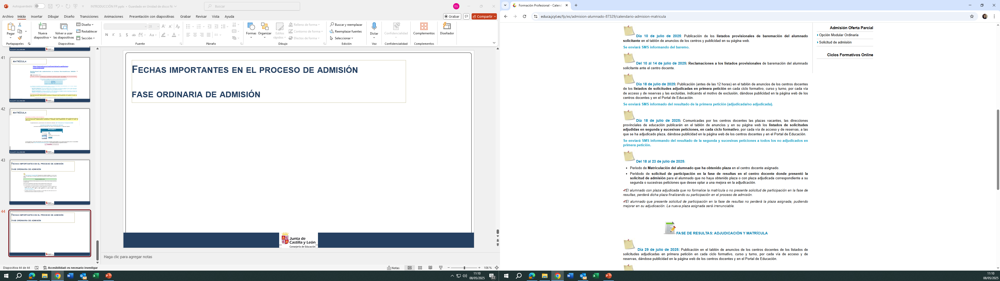 Autoguardado
INTRODUCCIÓN FP.pptx • Guardado en Unidad de disco N:
Buscar
EG
Archivo Inicio Insertar Dibujar Diseño Transiciones Animaciones Presentación con diapositivas Grabar Revisar Vista Ayuda
Grabar
Compartir
Pegar
Nueva diapositiva
Volver a usar las diapositivas
Diseño
Restablecer
Sección
28
N K S S ab AV Aa
Formas
Organizar
Estilos rápidos
Relleno de forma
Contorno de forma
Efectos de forma
Buscar y reemplazar
Reemplazar fuentes
Seleccionar
Dictar
Confidencialidad
Complementos
Diseñador
Portapapeles Diapositivas Fuente Párrafo Dibujo Edición Voz Confidencialidad Complementos
41
MATRÍCULA
42
MATRÍCULA
43
FECHAS IMPORTANTES EN EL PROCESO DE ADMISIÓN
FASE ORDINARIA DE ADMISIÓN
44
FECHAS IMPORTANTES EN EL PROCESO DE ADMISIÓN
FASE ORDINARIA DE ADMISIÓN
FECHAS IMPORTANTES EN EL PROCESO DE ADMISIÓN
FASE ORDINARIA DE ADMISIÓN
Junta de
Castilla y León
Consejería de Educación
Haga clic para agregar notas
Diapositiva 44 de 44
Accesibilidad: es necesario investigar
Notas
106 %
11:10
08/05/2025
22
Formación Profesional - Calend
educa.jcyl.es/fp/es/admision-alumnado-87329/calendario-admision-matricula
Día 10 de julio de 2025: Publicación de los listados provisionales de baremación del alumnado
solicitante en el tablón de anuncios de los centros y publicidad en su página web.
Se enviará SMS informando del baremo.
Del 10 al 14 de julio de 2025: Reclamaciones a los listados provisionales de baremación del alumnado
solicitante ante el centro docente.
Día 18 de julio de 2025: Publicación (antes de las 12 horas) en el tablón de anuncios de los centros docentes
de los listados de solicitudes adjudicadas en primera petición en cada ciclo formativo, curso y turno, por cada vía
de acceso y de reservas y las excluidas, indicando el motivo de exclusión, dándose publicidad en la página web de los
centros docentes y en el Portal de Educación.
Se enviará SMS informado del resultado de la primera petición (adjudicada/no adjudicada).
Día 18 de julio de 2025: Comunicadas por los centros docentes las plazas vacantes, las direcciones
provinciales de educación publicarán en el tablón de anuncios y en su página web los listados de solicitudes
adjudidas en segunda y sucesivas peticiones, en cada ciclo formativo, por cada vía de acceso y de reservas, a las
que se ha adjudicado plaza, dándose publicidad en la página web de los centros docentes y en el Portal de Educación.
Se enviará SMS informando del resultado de la segunda y sucesivas peticiones a todos los no adjudicados en
primera petición.
Del 18 al 23 de julio de 2025:
• Periodo de Matriculación del alumnado que ha obtenido plaza en el centro docente asignado.
• Peridodo de solicitud de participación en la fase de resultas en el centro docente donde presentó la
solicitud de admisión para el alumnado que no haya obtenido plaza o con plaza adjudicada correspondiente a su
segunda o sucesivas peticiones que desee optar a una mejora en la adjudicación.
El alumnado con plaza adjudicada que no formalice la matrícula o no presente solicitud de participación en la fase de
resultas, perderá dicha plaza finalizando su participación en el proceso de admisión.
El alumnado que presente solicitud de participación en la fase de resultas no perderá la plaza asignada, pudiendo
mejorar en su adjudicación. La nueva plaza asignada será irrenunciable.
FASE DE RESULTAS: ADJUDICACIÓN Y MATRÍCULA
Día 29 de julio de 2025: Publicación en el tablón de anuncios de los centros docentes de los listados de
solicitudes adjudicadas en primera petición en cada ciclo formativo, curso y turno, por cada vía de acceso y de
reservas, dándose publicidad en la página web de los centros docentes y en el Portal de Educación.
Admisión Oferta Parcial
Opción Modular Ordinaria
Solicitud de admisión
Ciclos Formativos Online
11:10
08/05/2025